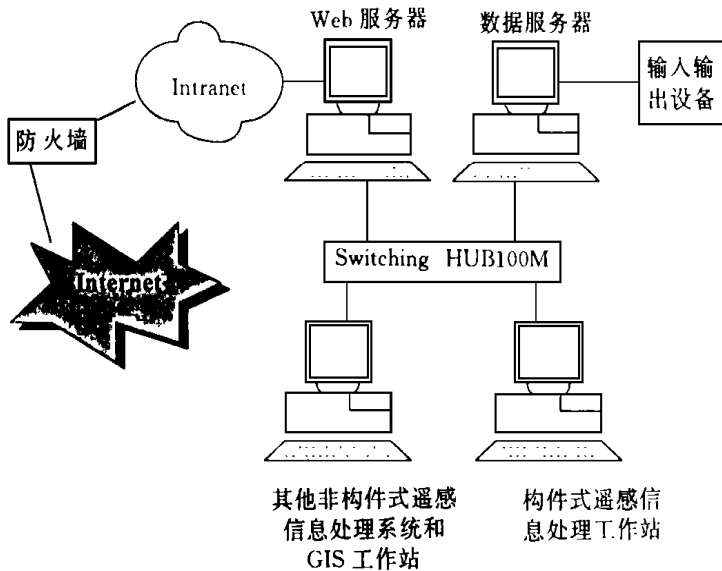 Web 服务器
数据服务器
Intranet
输入输
出设备
防火墙
Internet
Switching HUB100M
其他非构件式遥感
信息处理系统和
GIS 工作站
构件式遥感信
息处理工作站